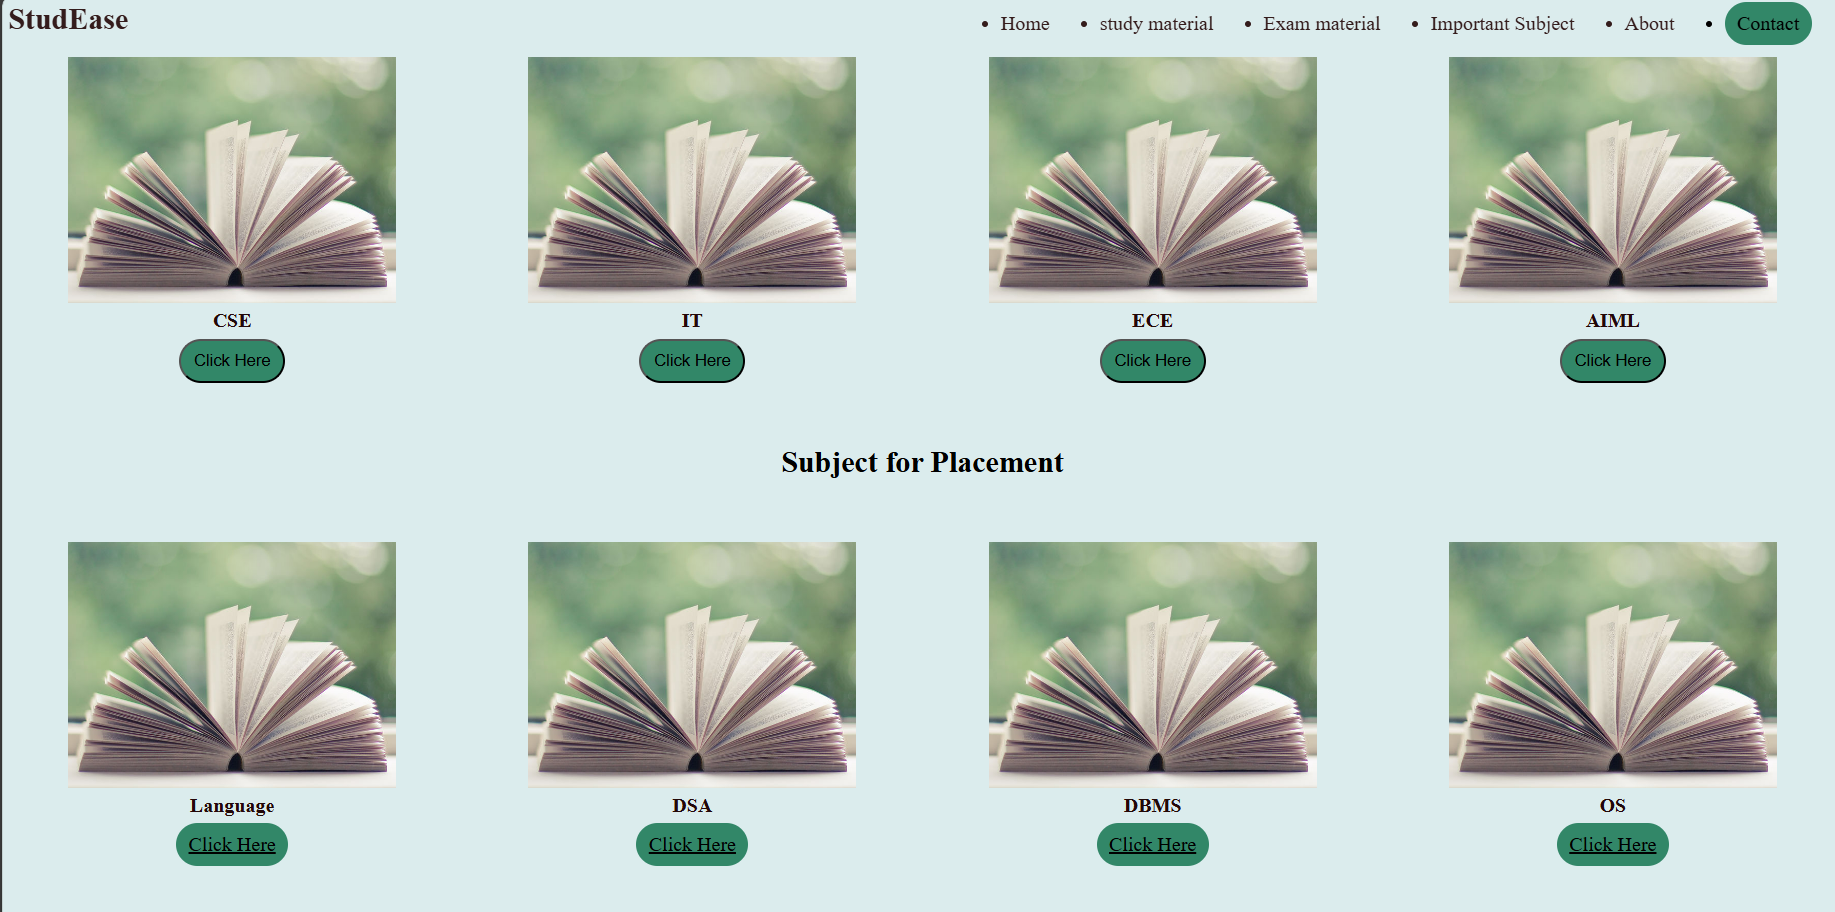 StudEase
Home
study material
Exam material
Important Subject
About
Contact
CSE
IT
ECE
AIML
Click Here
Click Here
Click Here
Click Here
Subject for Placement
Language
DSA
DBMS
OS
Click Here
Click Here
Click Here
Click Here